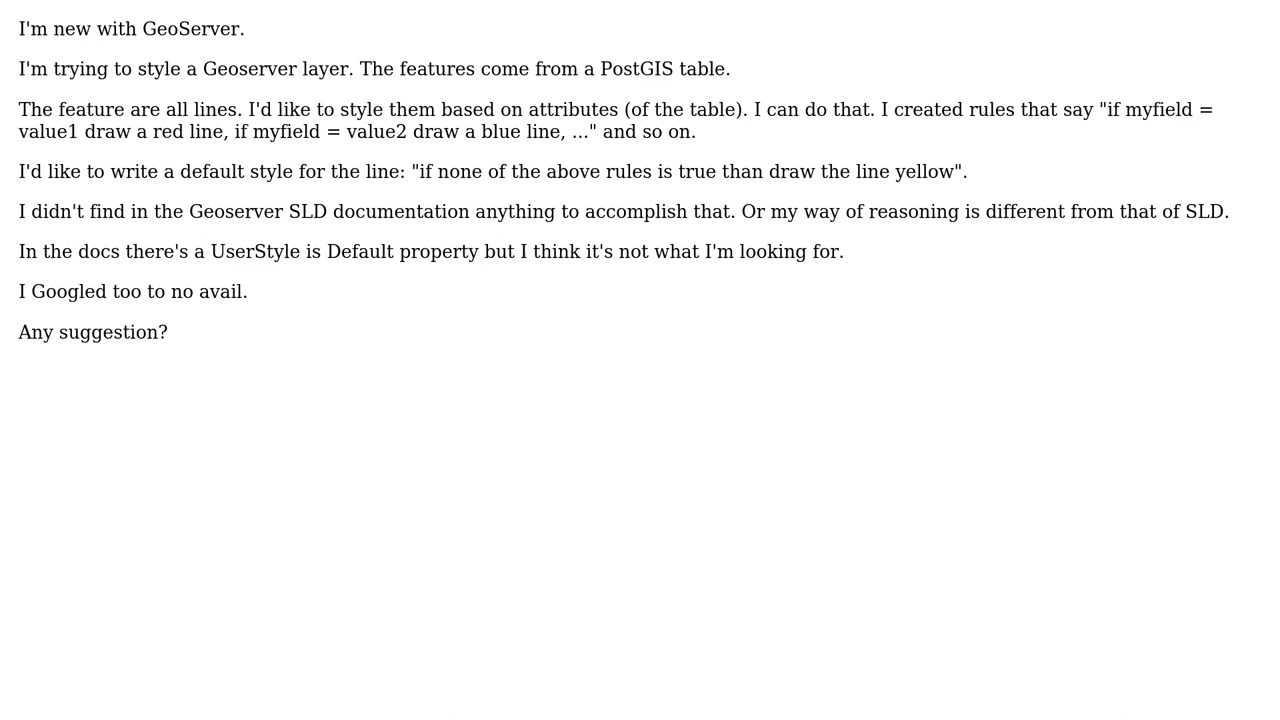 I'm new with GeoServer.
I'm trying to style a Geoserver layer. The features come from a PostGIS table.
The feature are all lines. I'd like to style them based on attributes (of the table). I can do that. I created rules that say "if myfield =
value1 draw a red line, if myfield = value2 draw a blue line, ..." and so on.
I'd like to write a default style for the line: "if none of the above rules is true than draw the line yellow".
I didn't find in the Geoserver SLD documentation anything to accomplish that. Or my way of reasoning is different from that of SLD.
In the docs there's a UserStyle is Default property but I think it's not what I'm looking for.
I Googled too to no avail.
Any suggestion?